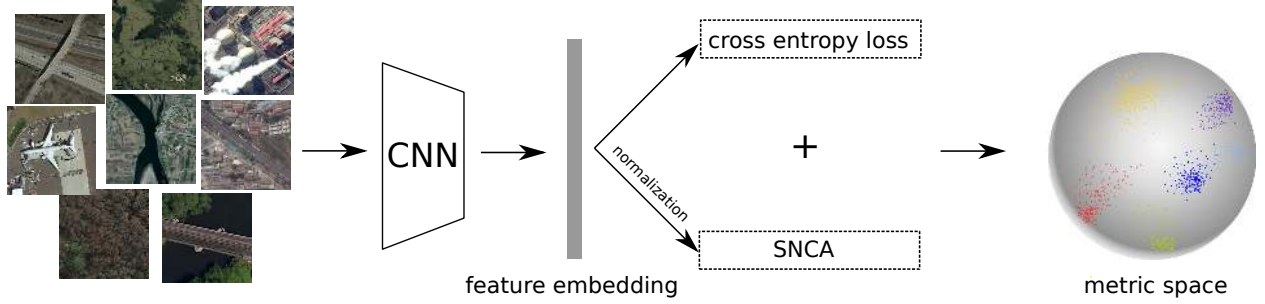 cross entropy loss
CNN
normalization
+
SNCA
feature embedding
metric space